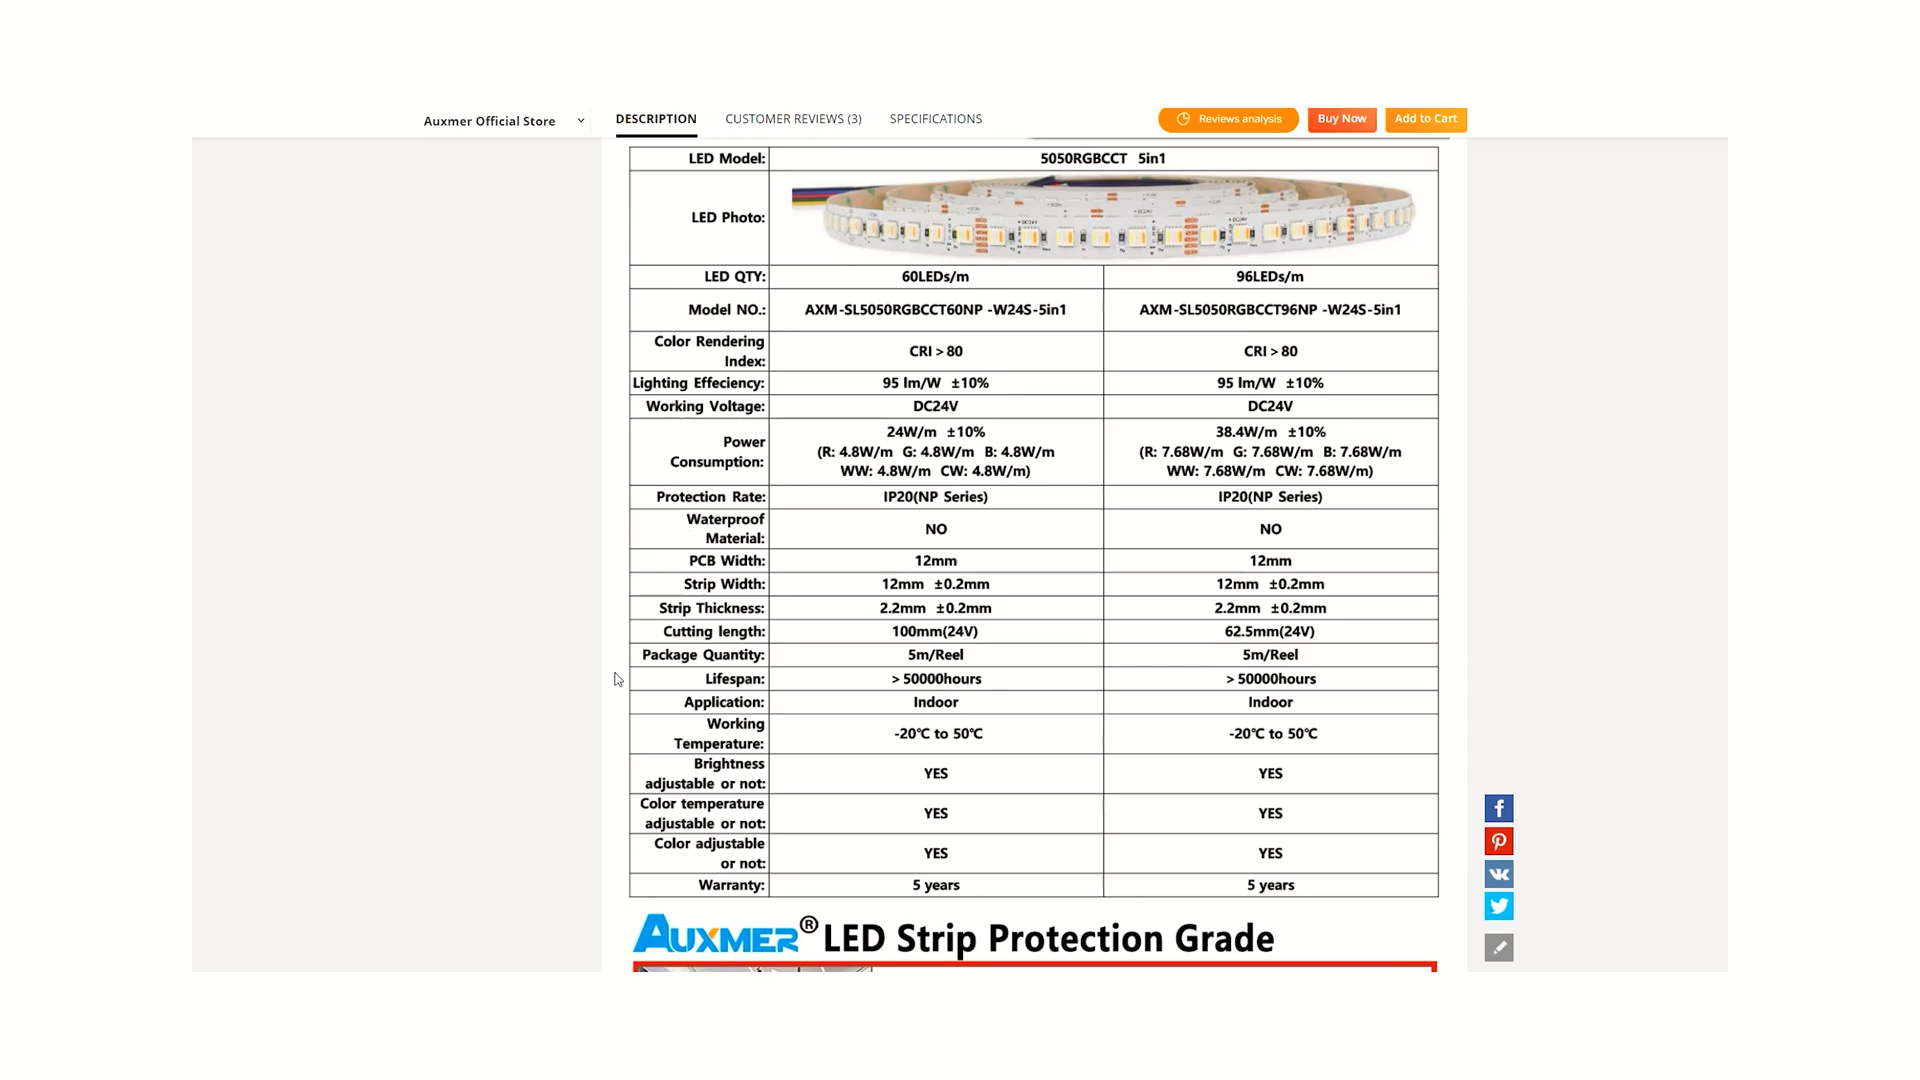 Auxmer Official Store
DESCRIPTION
CUSTOMER REVIEWS (3)
SPECIFICATIONS
Reviews analysis
Buy Now
Add to Cart
LED Model: 5050RGBCCT 5in1
LED Photo:
LED QTY: 60LEDs/m 96LEDs/m
Model NO.: AXM-SL5050RGBCCT60NP -W24S-5in1 AXM-SL5050RGBCCT96NP -W24S-5in1
Color Rendering
Index: CRI > 80 CRI > 80
Lighting Effeciency: 95 lm/W ±10% 95 lm/W ±10%
Working Voltage: DC24V DC24V
Power
Consumption:
24W/m ±10%
(R: 4.8W/m G: 4.8W/m B: 4.8W/m
WW: 4.8W/m CW: 4.8W/m)
38.4W/m ±10%
(R: 7.68W/m G: 7.68W/m B: 7.68W/m
WW: 7.68W/m CW: 7.68W/m)
Protection Rate: IP20(NP Series) IP20(NP Series)
Waterproof
Material: NO NO
PCB Width: 12mm 12mm
Strip Width: 12mm ±0.2mm 12mm ±0.2mm
Strip Thickness: 2.2mm ±0.2mm 2.2mm ±0.2mm
Cutting length: 100mm(24V) 62.5mm(24V)
Package Quantity: 5m/Reel 5m/Reel
Lifespan: > 50000hours > 50000hours
Application: Indoor Indoor
Working
Temperature: -20℃ to 50℃ -20℃ to 50℃
Brightness
adjustable or not: YES YES
Color temperature
adjustable or not: YES YES
Color adjustable
or not: YES YES
Warranty: 5 years 5 years
AUXMER® LED Strip Protection Grade